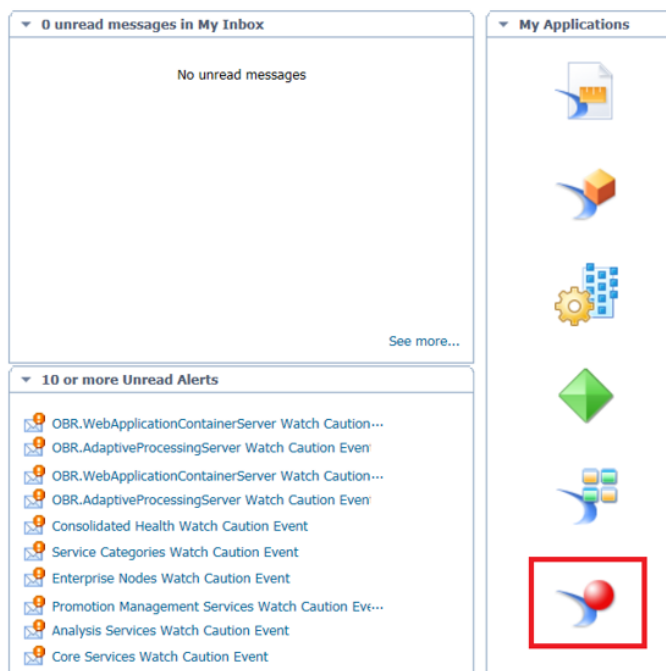 0 unread messages in My Inbox
No unread messages
See more...
10 or more Unread Alerts
OBR.WebApplicationContainerServer Watch Caution...
OBR.AdaptiveProcessingServer Watch Caution Even
OBR.WebApplicationContainerServer Watch Caution...
OBR.AdaptiveProcessingServer Watch Caution Even
Consolidated Health Watch Caution Event
Service Categories Watch Caution Event
Enterprise Nodes Watch Caution Event
Promotion Management Services Watch Caution Eve...
Analysis Services Watch Caution Event
Core Services Watch Caution Event
My Applications